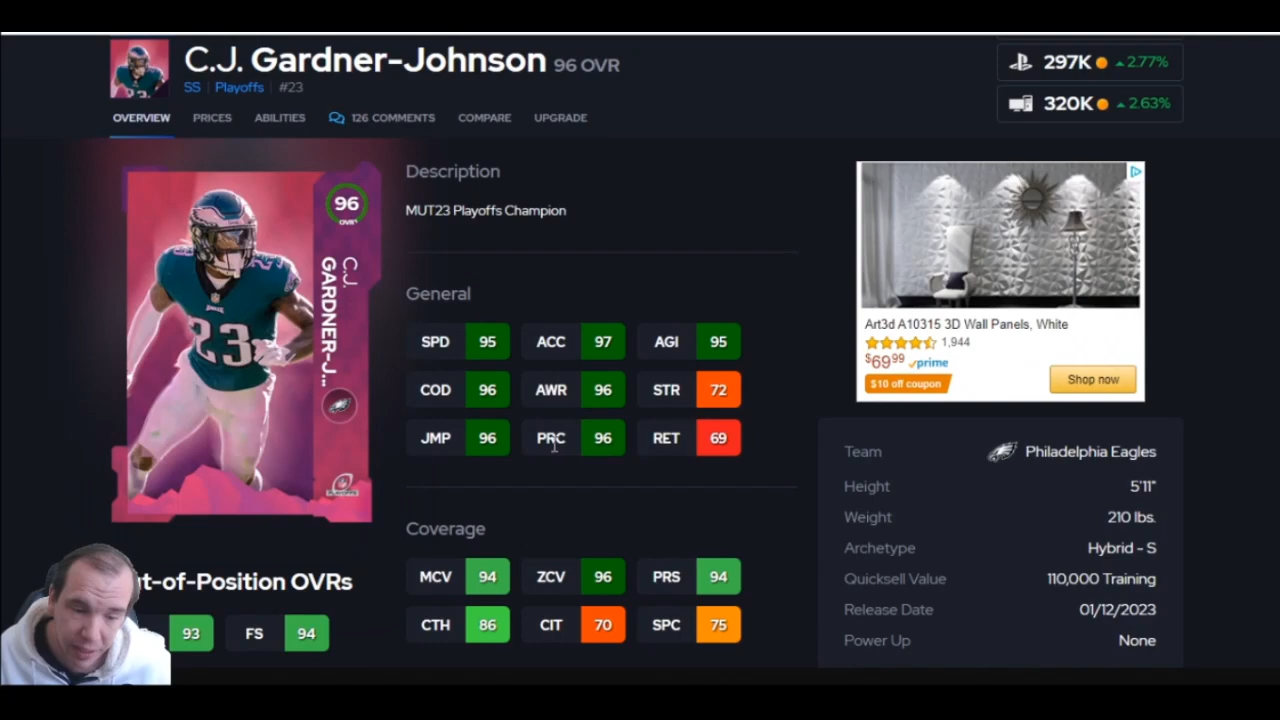 C.J. Gardner-Johnson 96 OVR
SS Playoffs #23
297K 2.77%
320K 2.63%
OVERVIEW PRICES ABILITIES 126 COMMENTS COMPARE UPGRADE
96
OVR
C.J.
GARDNER-J...
23
PLAYOFFS
Description
MUT23 Playoffs Champion
General
SPD 95 ACC 97 AGI 95
COD 96 AWR 96 STR 72
JMP 96 PRC 96 RET 69
Coverage
MCV 94 ZCV 96 PRS 94
CTH 86 CIT 70 SPC 75
ut-of-Position OVRs
93 FS 94
Art3d A10315 3D Wall Panels, White
1,944
$69.99 prime
$10 off coupon
Shop now
Team Philadelphia Eagles
Height 5'11"
Weight 210 lbs.
Archetype Hybrid - S
Quicksell Value 110,000 Training
Release Date 01/12/2023
Power Up None